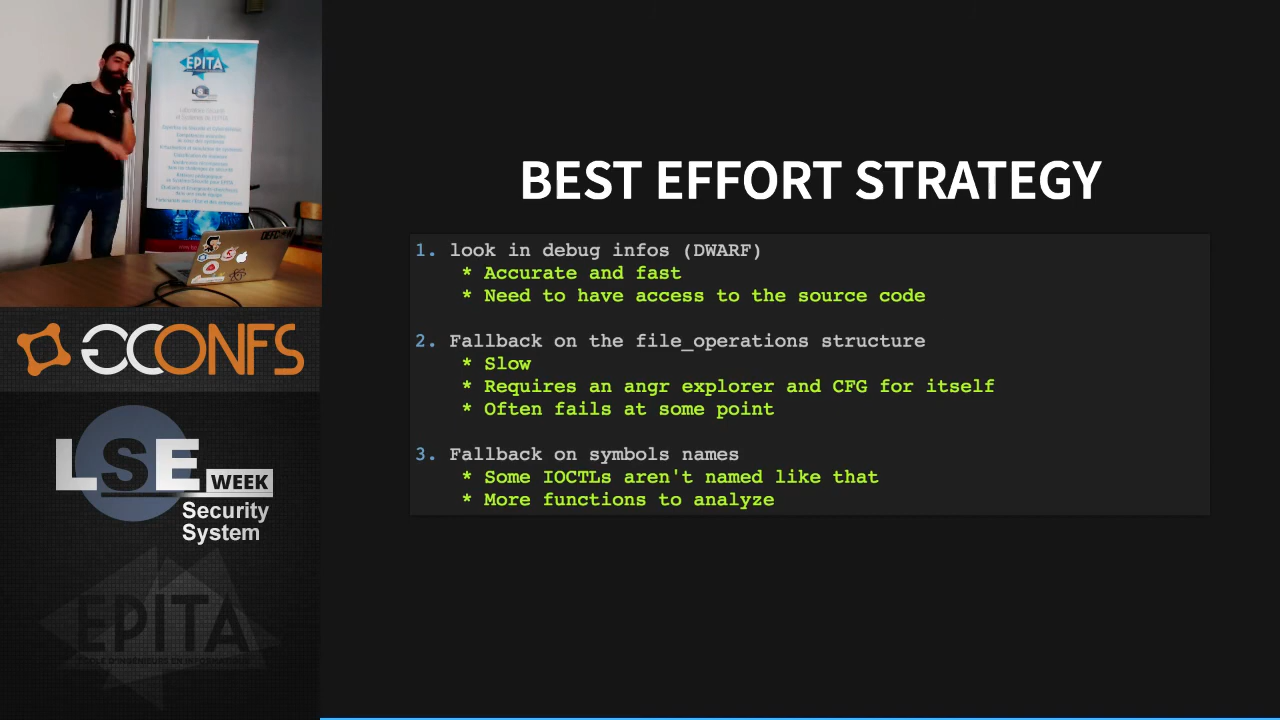 BEST EFFORT STRATEGY
1. look in debug infos (DWARF)
* Accurate and fast
* Need to have access to the source code
2. Fallback on the file_operations structure
* Slow
* Requires an angr explorer and CFG for itself
* Often fails at some point
3. Fallback on symbols names
* Some IOCTLs aren't named like that
* More functions to analyze
EPITA
GCONFS
LSE WEEK
Security
System
EPITA